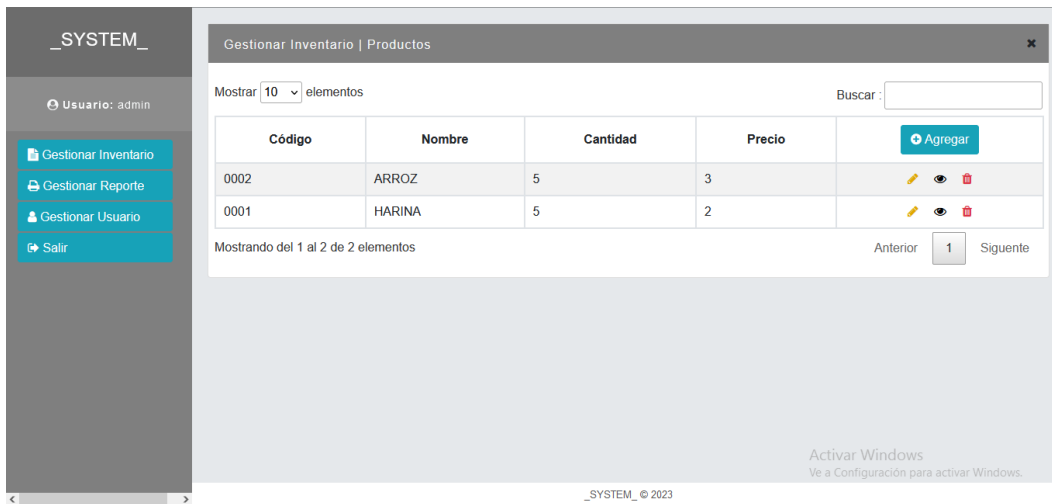 _SYSTEM_
Usuario: admin
Gestionar Inventario
Gestionar Reporte
Gestionar Usuario
Salir
Gestionar Inventario | Productos
Mostrar 10 elementos
Buscar :
Código Nombre Cantidad Precio Agregar
0002 ARROZ 5 3
0001 HARINA 5 2
Mostrando del 1 al 2 de 2 elementos
Anterior 1 Siguente
Activar Windows
Ve a Configuración para activar Windows.
_SYSTEM_ © 2023